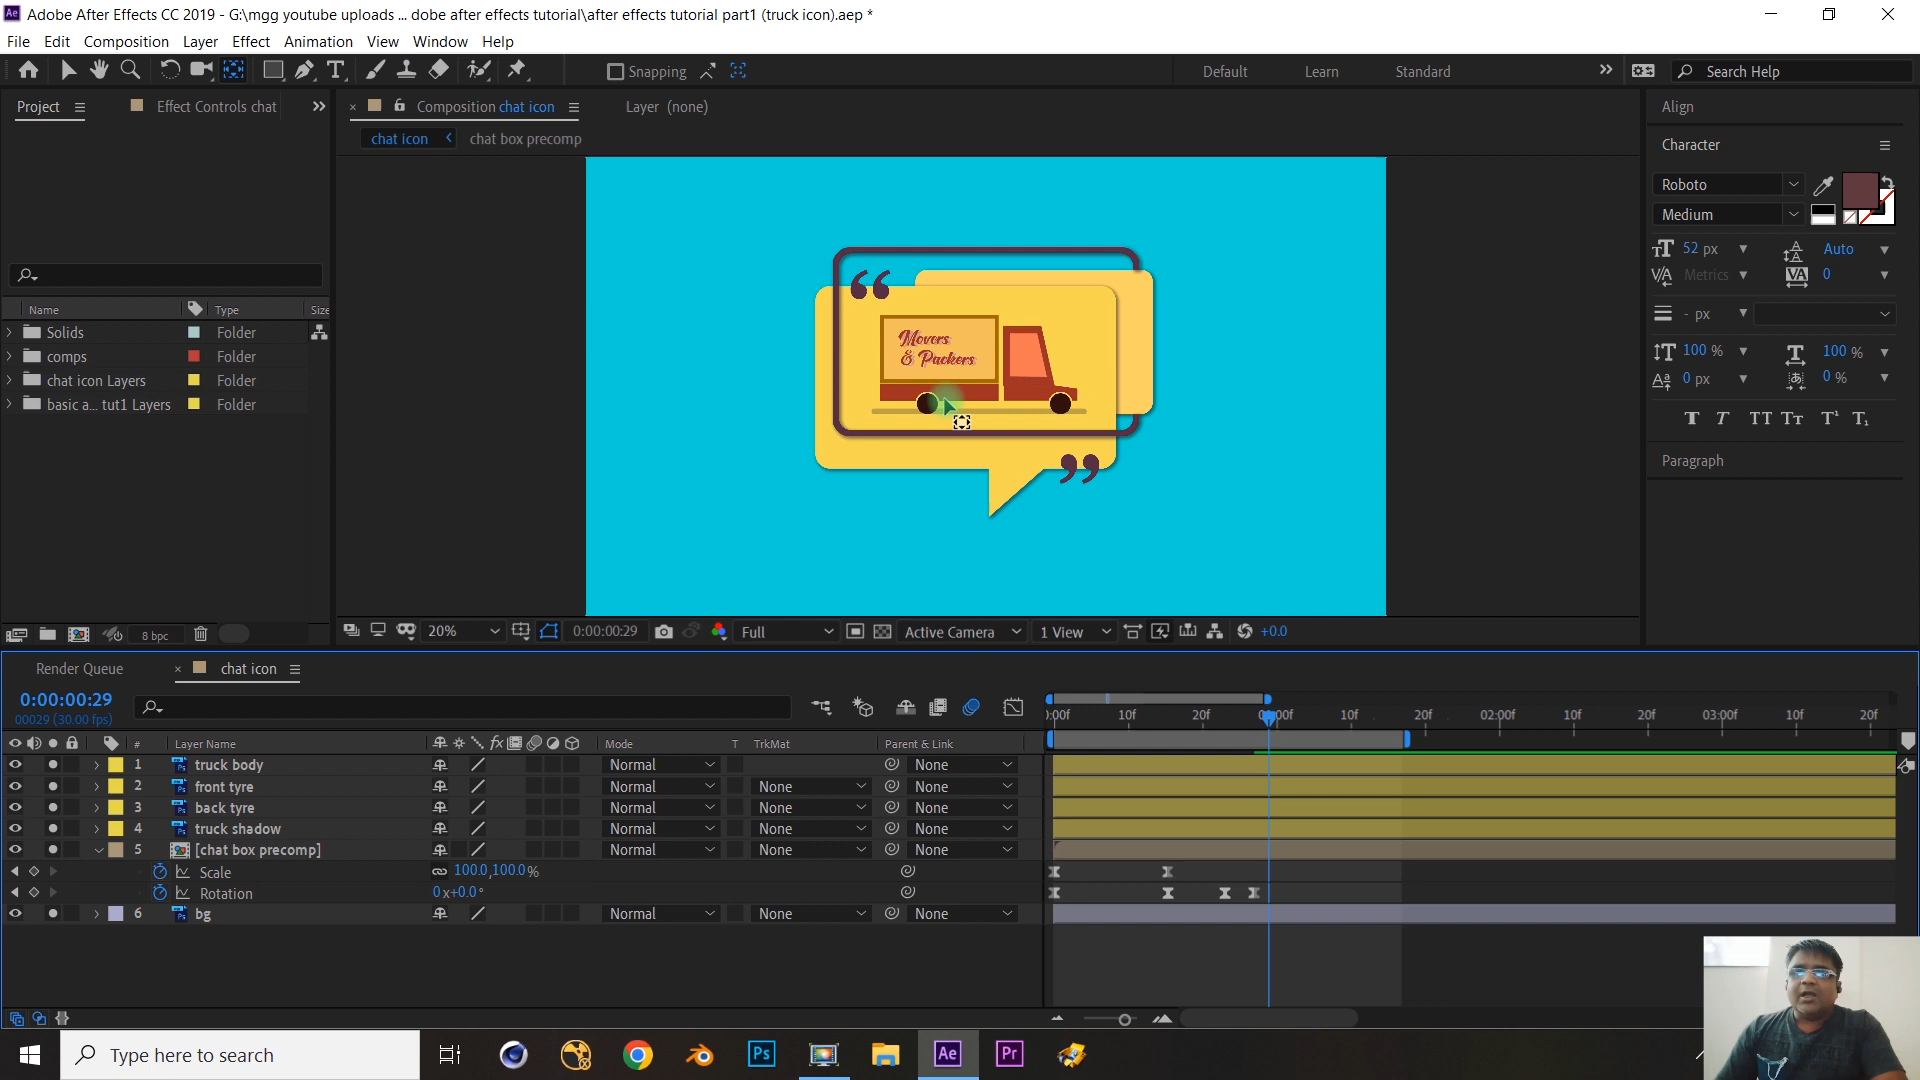 Adobe After Effects CC 2019 - G:\mgg youtube uploads ... dobe after effects tutorial\after effects tutorial part1 (truck icon).aep *
File Edit Composition Layer Effect Animation View Window Help
Snapping Default Learn Standard Search Help
Project Effect Controls chat Composition chat icon Layer (none) Align
chat icon chat box precomp Character
Roboto
Medium
52 px Auto
Metrics 0
- px
100 % 100 %
0 px 0 %
Paragraph
Name Type Size
Solids Folder
comps Folder
chat icon Layers Folder
basic a... tut1 Layers Folder
“
Movers
& Packers
”
8 bpc 20% 0:00:00:29 Full Active Camera 1 View +0.0
Render Queue chat icon
0:00:00:29
00029 (30.00 fps)
):00f 10f 20f 10f 20f 02:00f 10f 20f 03:00f 10f 20f
# Layer Name Mode T TrkMat Parent & Link
1 truck body Normal None
2 front tyre Normal None None
3 back tyre Normal None None
4 truck shadow Normal None None
5 [chat box precomp] Normal None None
Scale 100.0,100.0%
Rotation 0x+0.0°
6 bg Normal None None
Type here to search Ps Ae Pr